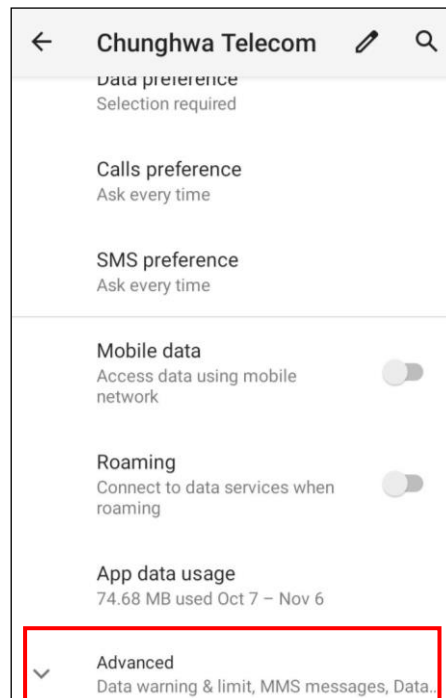 Chunghwa Telecom
Data preference
Selection required
Calls preference
Ask every time
SMS preference
Ask every time
Mobile data
Access data using mobile
network
Roaming
Connect to data services when
roaming
App data usage
74.68 MB used Oct 7 – Nov 6
Advanced
Data warning & limit, MMS messages, Data..